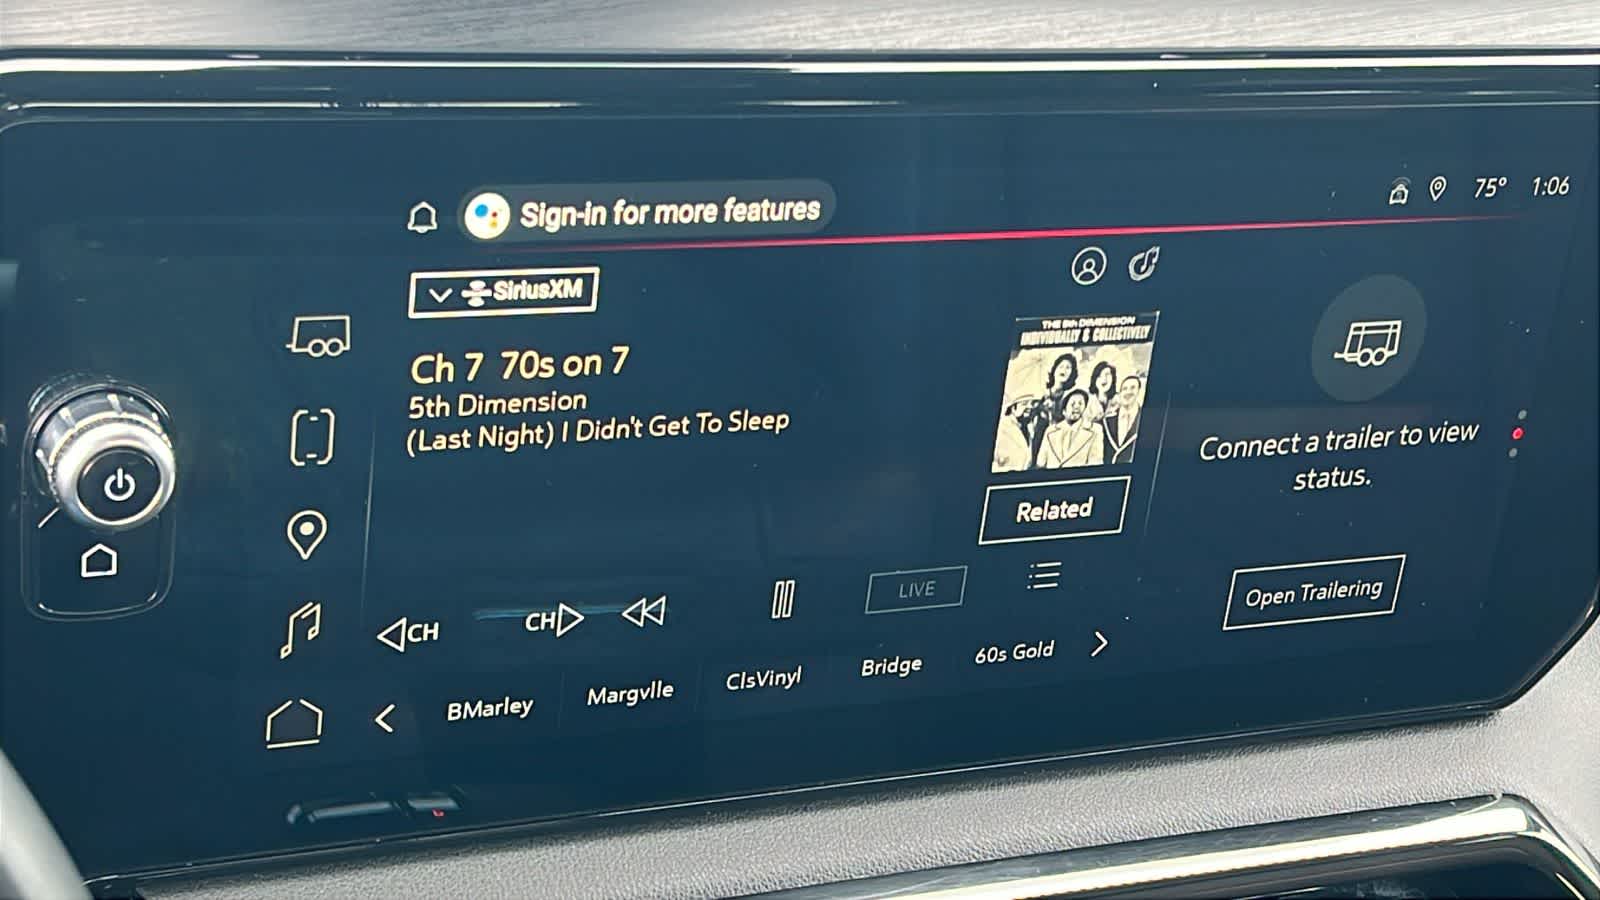 Sign-in for more features
75° 1:06
SiriusXM
Ch 7 70s on 7
5th Dimension
(Last Night) I Didn't Get To Sleep
THE 5th DIMENSION
INDIVIDUALLY & COLLECTIVELY
Related
Connect a trailer to view
status.
Open Trailering
CH
CH
LIVE
BMarley
Margvlle
ClsVinyl
Bridge
60s Gold